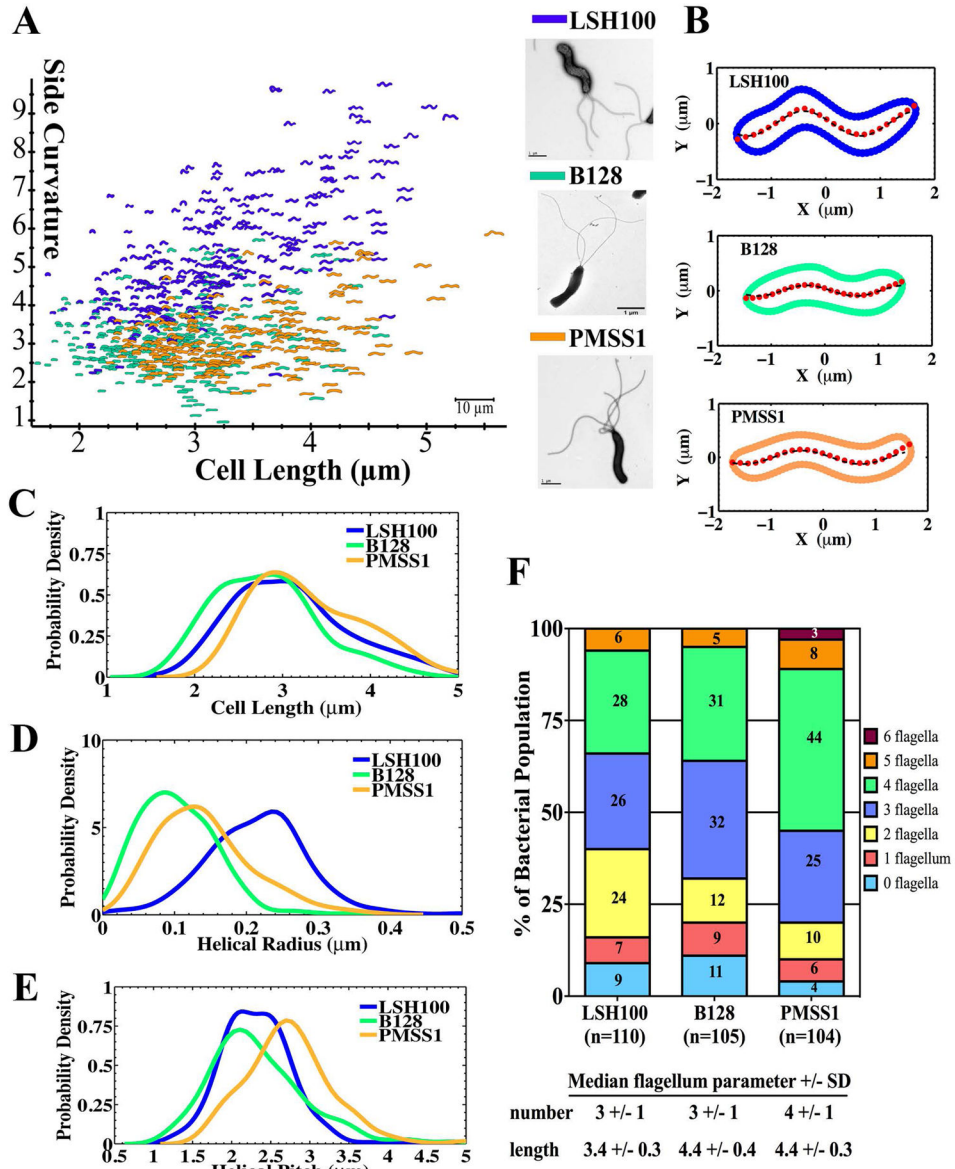 A
Side Curvature
9
8
7
6
5
4
3
2
1
2 3 4 5
Cell Length (µm)
10 µm
LSH100
1 µm
B128
1 µm
PMSS1
1 µm
B
LSH100
1
0
−1
Y (µm)
−2 −1 0 1 2
X (µm)
B128
1
0
−1
Y (µm)
−2 −1 0 1 2
X (µm)
PMSS1
1
0
−1
Y (µm)
−2 −1 0 1 2
X (µm)
C
Probability Density
1
0.75
0.5
0.25
0
LSH100
B128
PMSS1
1 2 3 4 5
Cell Length (µm)
D
Probability Density
10
5
0
LSH100
B128
PMSS1
0 0.1 0.2 0.3 0.4 0.5
Helical Radius (µm)
E
Probability Density
1
0.75
0.5
0.25
0
LSH100
B128
PMSS1
0.5 1 1.5 2 2.5 3 3.5 4 4.5 5
Helical Pitch (µm)
F
% of Bacterial Population
100
75
50
25
0
6 28 26 24 7 9
5 31 32 12 9 11
3 8 44 25 10 6 4
6 flagella
5 flagella
4 flagella
3 flagella
2 flagella
1 flagellum
0 flagella
LSH100 B128 PMSS1
(n=110) (n=105) (n=104)
Median flagellum parameter +/- SD
number 3 +/- 1 3 +/- 1 4 +/- 1
length 3.4 +/- 0.3 4.4 +/- 0.4 4.4 +/- 0.3